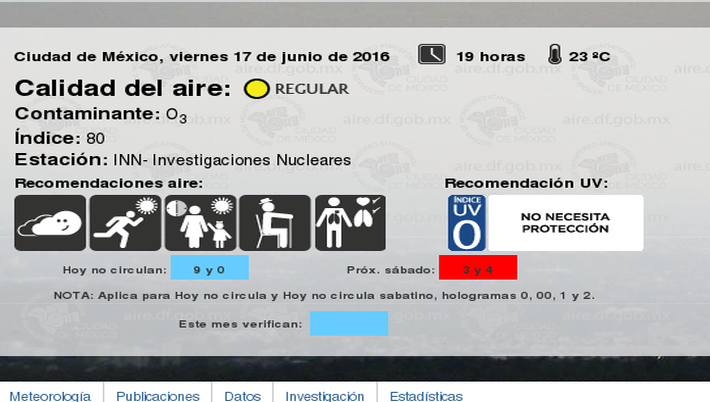 Ciudad de México, viernes 17 de junio de 2016 19 horas 23 ºC
Calidad del aire: REGULAR
Contaminante: O3
Índice: 80
Estación: INN- Investigaciones Nucleares
Recomendaciones aire: Recomendación UV:
ÍNDICE
UV
0
NO NECESITA
PROTECCIÓN
Hoy no circulan: 9 y 0 Próx. sábado: 3 y 4
NOTA: Aplica para Hoy no circula y Hoy no circula sabatino, hologramas 0, 00, 1 y 2.
Este mes verifican:
Meteorología Publicaciones Datos Investigación Estadísticas